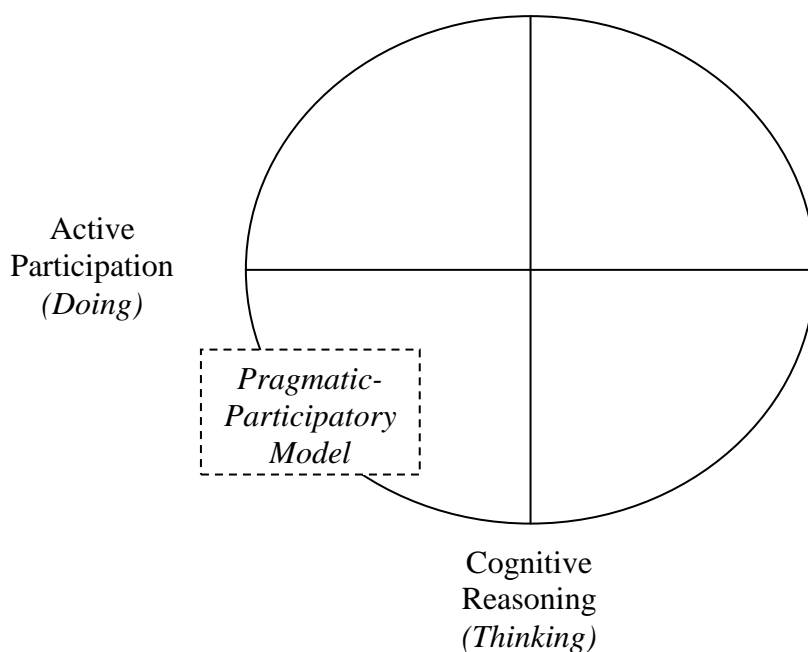 Active
Participation
(Doing)
Pragmatic-
Participatory
Model
Cognitive
Reasoning
(Thinking)